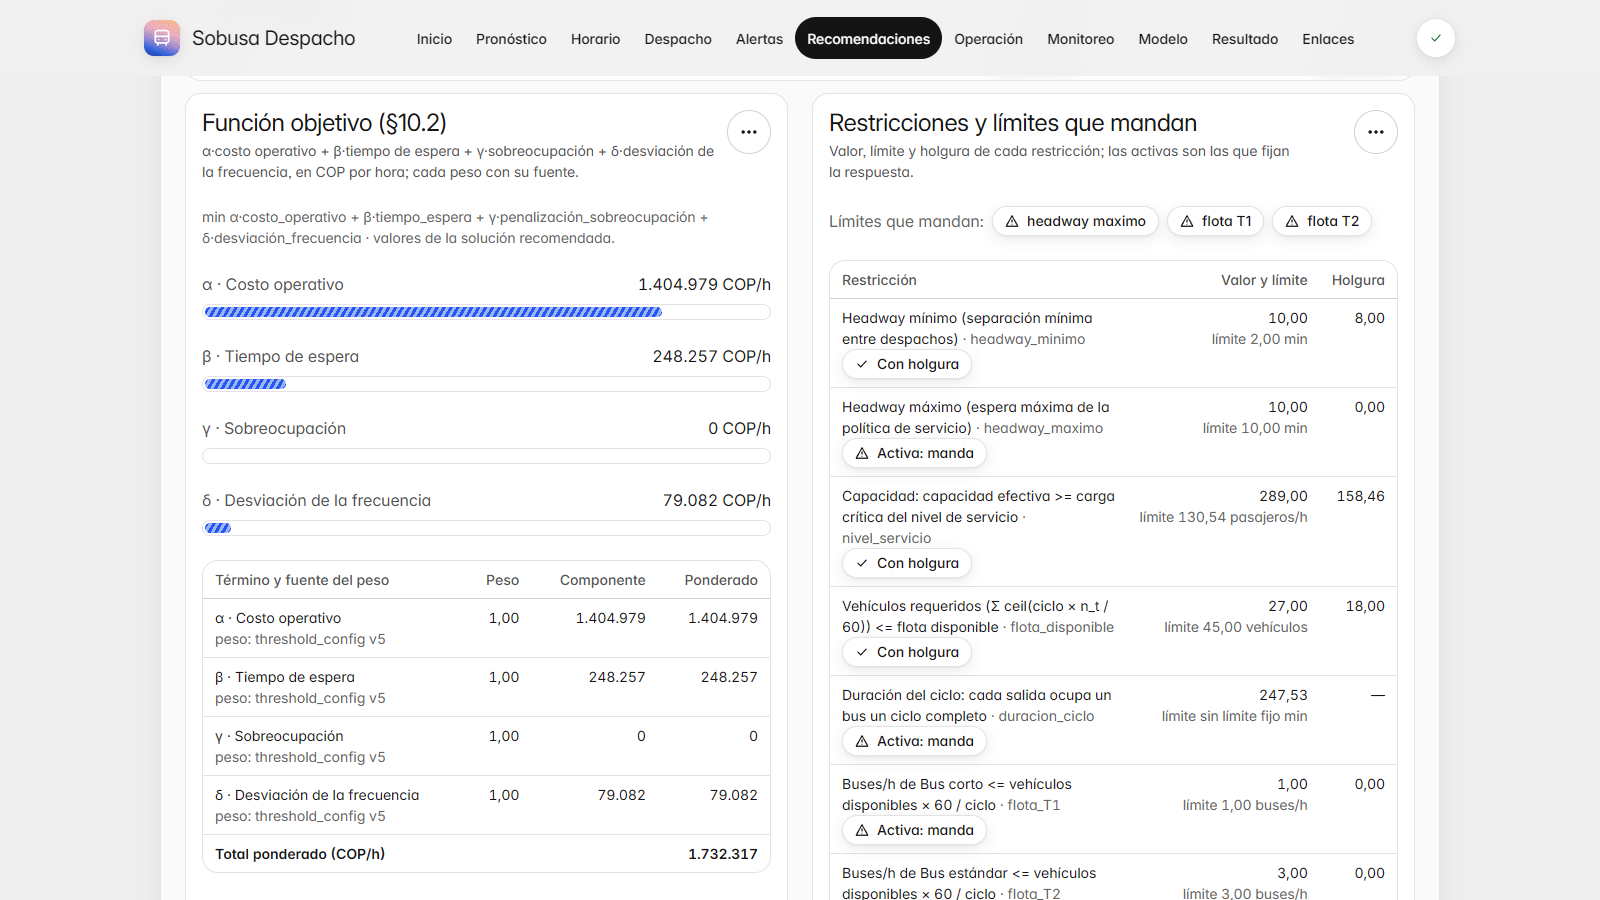 Sobusa Despacho
Inicio
Pronóstico
Horario
Despacho
Alertas
Recomendaciones
Operación
Monitoreo
Modelo
Resultado
Enlaces
Función objetivo (§10.2)
α·costo operativo + β·tiempo de espera + γ·sobreocupación + δ·desviación de
la frecuencia, en COP por hora; cada peso con su fuente.
min α·costo_operativo + β·tiempo_espera + γ·penalización_sobreocupación +
δ·desviación_frecuencia · valores de la solución recomendada.
α · Costo operativo 1.404.979 COP/h
β · Tiempo de espera 248.257 COP/h
γ · Sobreocupación 0 COP/h
δ · Desviación de la frecuencia 79.082 COP/h
Término y fuente del peso Peso Componente Ponderado
α · Costo operativo 1,00 1.404.979 1.404.979
peso: threshold_config v5
β · Tiempo de espera 1,00 248.257 248.257
peso: threshold_config v5
γ · Sobreocupación 1,00 0 0
peso: threshold_config v5
δ · Desviación de la frecuencia 1,00 79.082 79.082
peso: threshold_config v5
Total ponderado (COP/h) 1.732.317
Restricciones y límites que mandan
Valor, límite y holgura de cada restricción; las activas son las que fijan
la respuesta.
Límites que mandan: headway maximo flota T1 flota T2
Restricción Valor y límite Holgura
Headway mínimo (separación mínima 10,00 8,00
entre despachos) · headway_minimo límite 2,00 min
Con holgura
Headway máximo (espera máxima de la 10,00 0,00
política de servicio) · headway_maximo límite 10,00 min
Activa: manda
Capacidad: capacidad efectiva >= carga 289,00 158,46
crítica del nivel de servicio · límite 130,54 pasajeros/h
nivel_servicio
Con holgura
Vehículos requeridos (Σ ceil(ciclo × n_t / 27,00 18,00
60)) <= flota disponible · flota_disponible límite 45,00 vehículos
Con holgura
Duración del ciclo: cada salida ocupa un 247,53 —
bus un ciclo completo · duracion_ciclo límite sin límite fijo min
Activa: manda
Buses/h de Bus corto <= vehículos 1,00 0,00
disponibles × 60 / ciclo · flota_T1 límite 1,00 buses/h
Activa: manda
Buses/h de Bus estándar <= vehículos 3,00 0,00
disponibles × 60 / ciclo · flota_T2 límite 3,00 buses/h